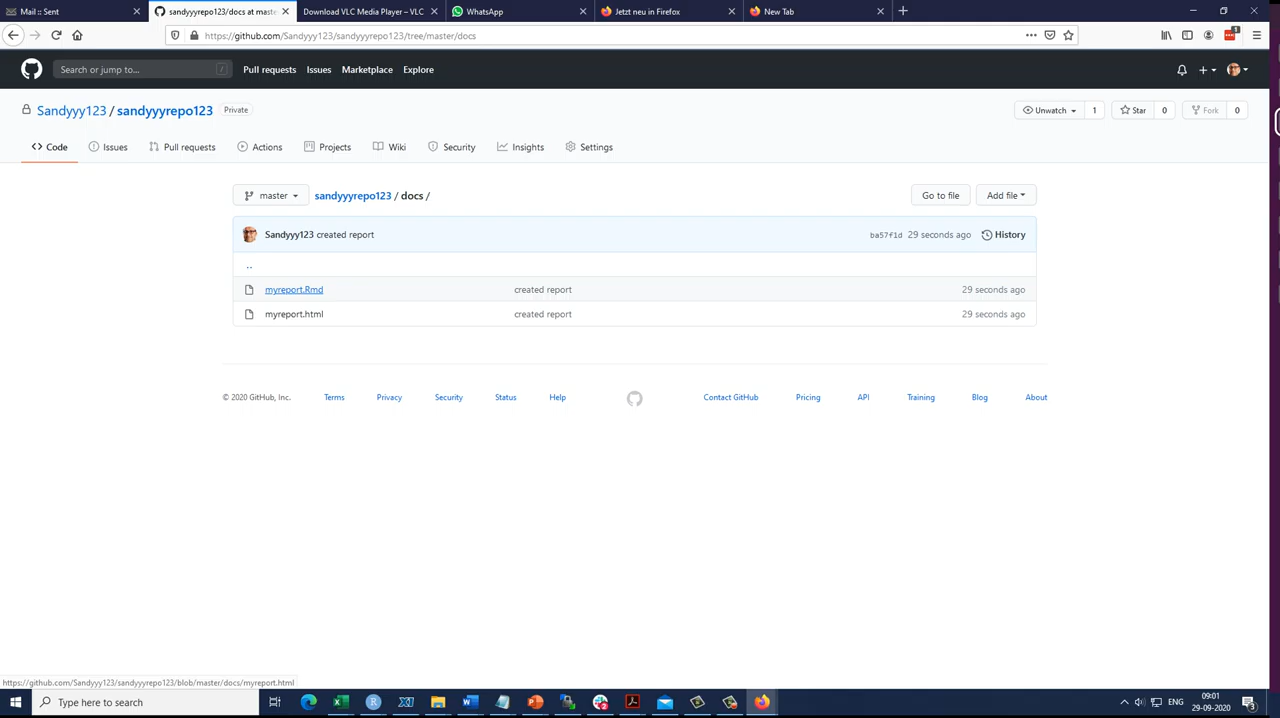 Mail :: Sent
sandyyyrepo123/docs at master
Download VLC Media Player – VLC
WhatsApp
Jetzt neu in Firefox
New Tab
https://github.com/Sandyyy123/sandyyyrepo123/tree/master/docs
1
Search or jump to...
/
Pull requests
Issues
Marketplace
Explore
Sandyyy123 / sandyyyrepo123
Private
Unwatch
1
Star
0
Fork
0
Code
Issues
Pull requests
Actions
Projects
Wiki
Security
Insights
Settings
master
sandyyyrepo123 / docs /
Go to file
Add file
Sandyyy123 created report
ba57f1d 29 seconds ago
History
..
myreport.Rmd
created report
29 seconds ago
myreport.html
created report
29 seconds ago
© 2020 GitHub, Inc.
Terms
Privacy
Security
Status
Help
Contact GitHub
Pricing
API
Training
Blog
About
https://github.com/Sandyyy123/sandyyyrepo123/blob/master/docs/myreport.html
Type here to search
ENG
09:01
29-09-2020
3